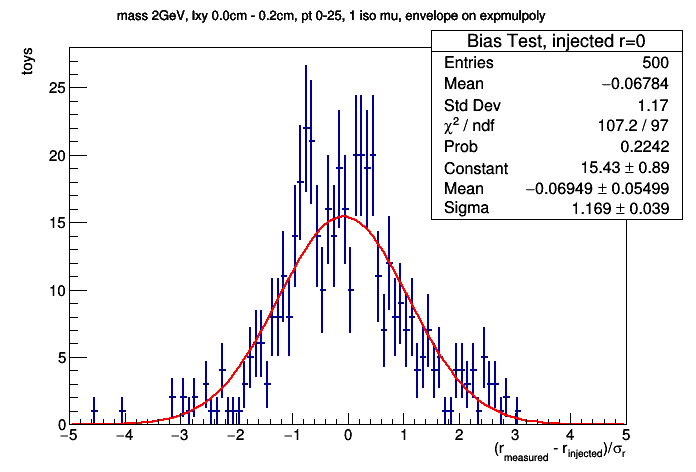 mass 2GeV, lxy 0.0cm - 0.2cm, pt 0-25, 1 iso mu, envelope on expmulpoly
Bias Test, injected r=0
Entries 500
Mean −0.06784
Std Dev 1.17
χ² / ndf 107.2 / 97
Prob 0.2242
Constant 15.43 ± 0.89
Mean −0.06949 ± 0.05499
Sigma 1.169 ± 0.039
toys
25
20
15
10
5
0
−5 −4 −3 −2 −1 0 1 2 3 4 5
(r_measured - r_injected)/σ_r